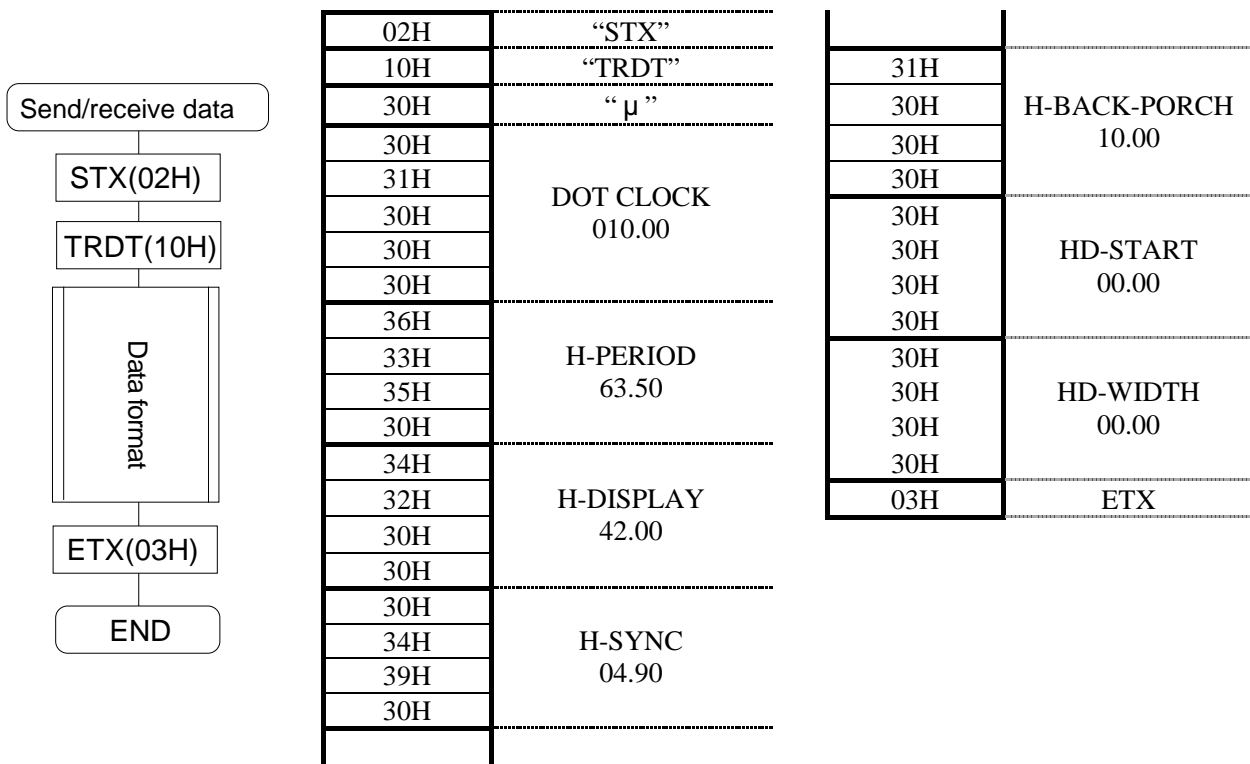 Send/receive data
STX(02H)
TRDT(10H)
Data format
ETX(03H)
END
02H “STX”
10H “TRDT”
30H “ μ ”
30H
31H
30H
30H
30H
DOT CLOCK
010.00
36H
33H
35H
30H
H-PERIOD
63.50
34H
32H
30H
30H
H-DISPLAY
42.00
30H
34H
39H
30H
H-SYNC
04.90
31H
30H
30H
30H
H-BACK-PORCH
10.00
30H
30H
30H
30H
HD-START
00.00
30H
30H
30H
30H
HD-WIDTH
00.00
03H ETX